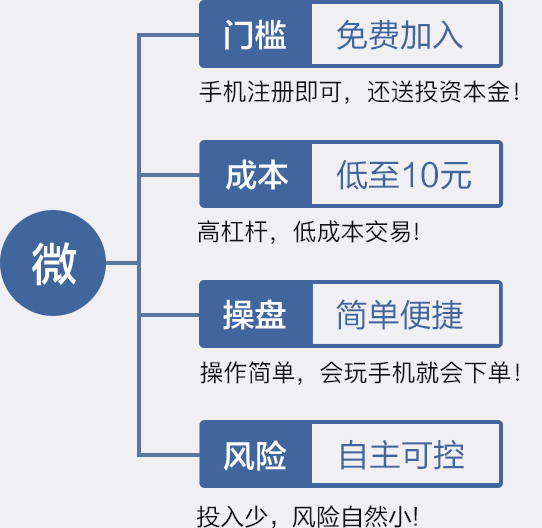 微
门槛 免费加入
手机注册即可，还送投资本金！
成本 低至10元
高杠杆，低成本交易！
操盘 简单便捷
操作简单，会玩手机就会下单！
风险 自主可控
投入少，风险自然小！